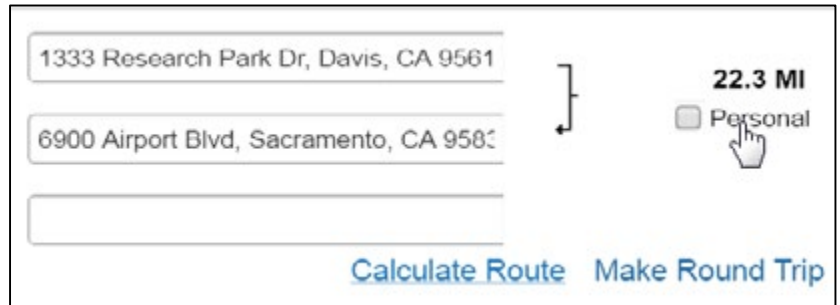 1333 Research Park Dr, Davis, CA 9561
22.3 MI
Personal
6900 Airport Blvd, Sacramento, CA 9583
Calculate Route Make Round Trip